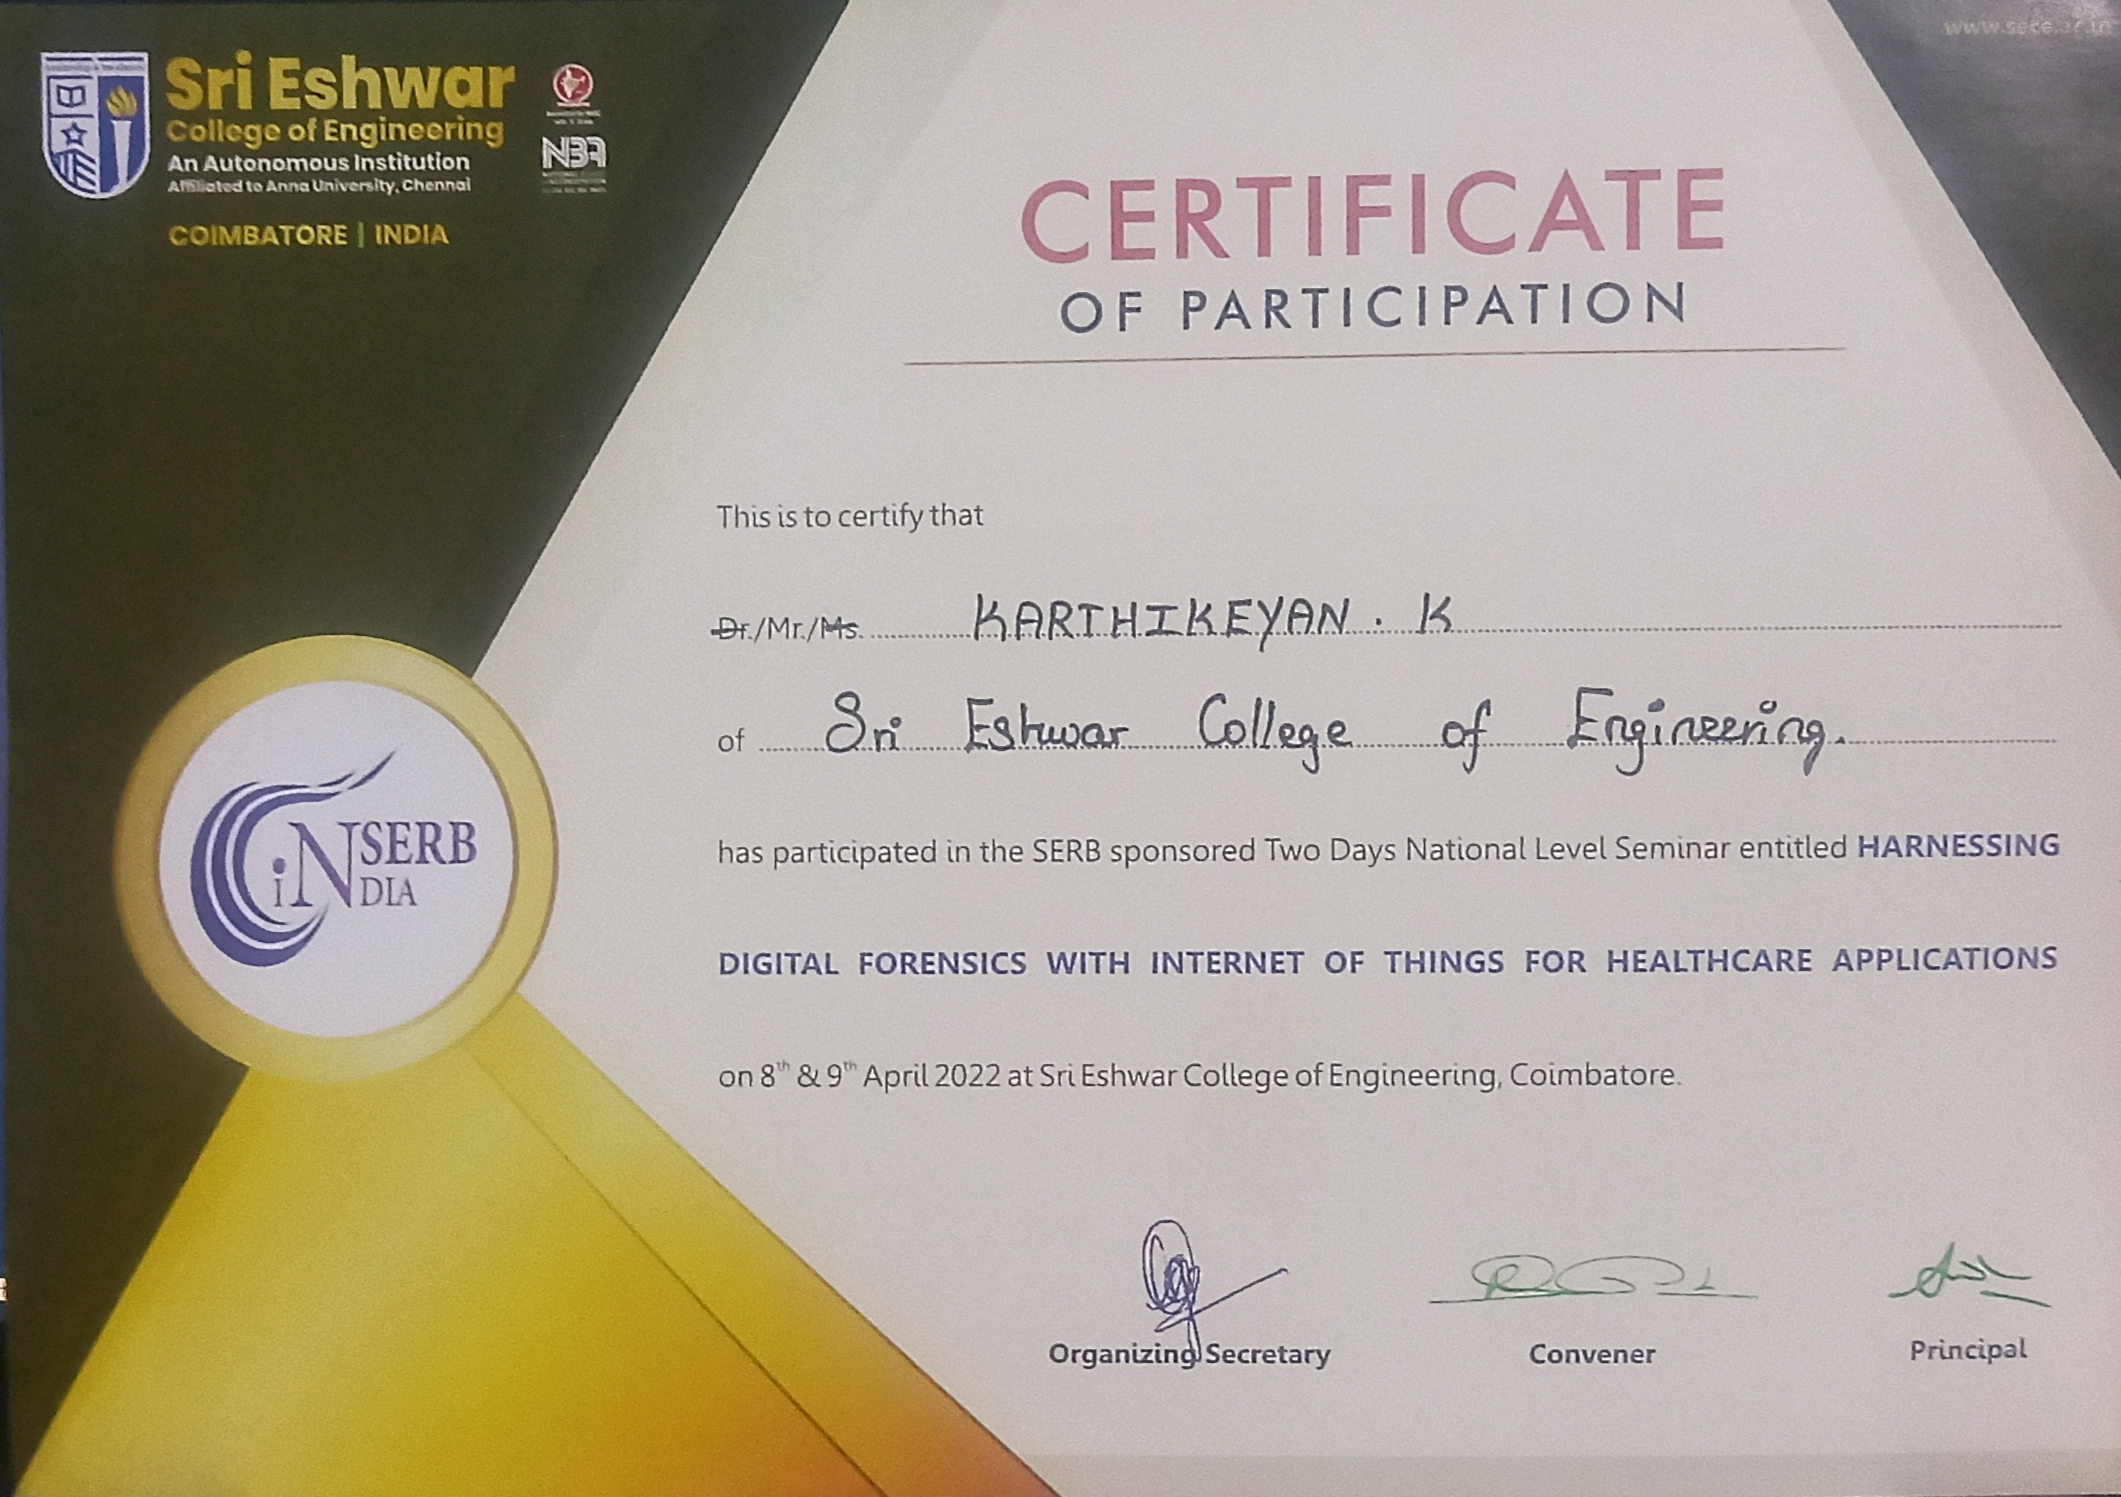 www.sece.ac.in
Sri Eshwar
College of Engineering
An Autonomous Institution
Affiliated to Anna University, Chennai
COIMBATORE | INDIA
NBA
CERTIFICATE
OF PARTICIPATION
This is to certify that
Dr./Mr./Ms. KARTHIKEYAN . K
of Sri Eshwar College of Engineering.
has participated in the SERB sponsored Two Days National Level Seminar entitled HARNESSING
DIGITAL FORENSICS WITH INTERNET OF THINGS FOR HEALTHCARE APPLICATIONS
on 8th & 9th April 2022 at Sri Eshwar College of Engineering, Coimbatore.
SERB
iNDIA
Organizing Secretary
Convener
Principal